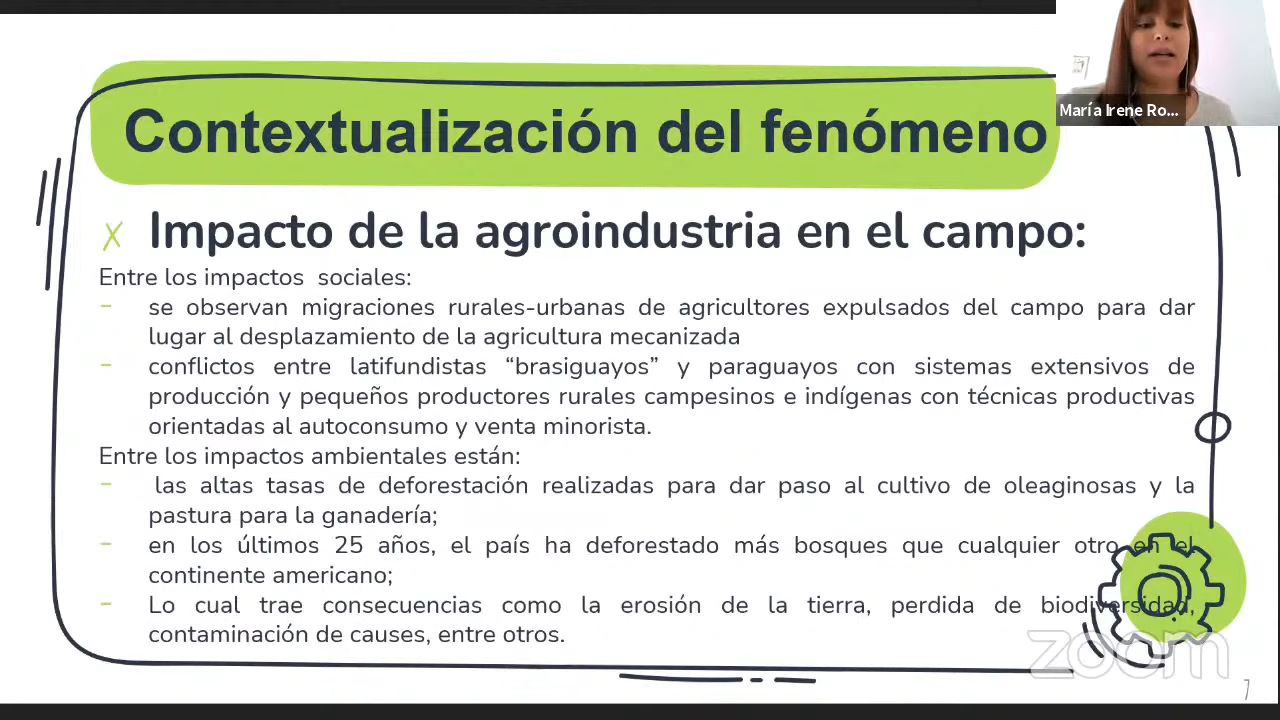 Contextualización del fenómeno
María Irene Ro...
Impacto de la agroindustria en el campo:
Entre los impactos sociales:
- se observan migraciones rurales-urbanas de agricultores expulsados del campo para dar
lugar al desplazamiento de la agricultura mecanizada
- conflictos entre latifundistas “brasiguayos” y paraguayos con sistemas extensivos de
producción y pequeños productores rurales campesinos e indígenas con técnicas productivas
orientadas al autoconsumo y venta minorista.
Entre los impactos ambientales están:
- las altas tasas de deforestación realizadas para dar paso al cultivo de oleaginosas y la
pastura para la ganadería;
- en los últimos 25 años, el país ha deforestado más bosques que cualquier otro en el
continente americano;
- Lo cual trae consecuencias como la erosión de la tierra, perdida de biodiversidad,
contaminación de causes, entre otros.
zoom
7